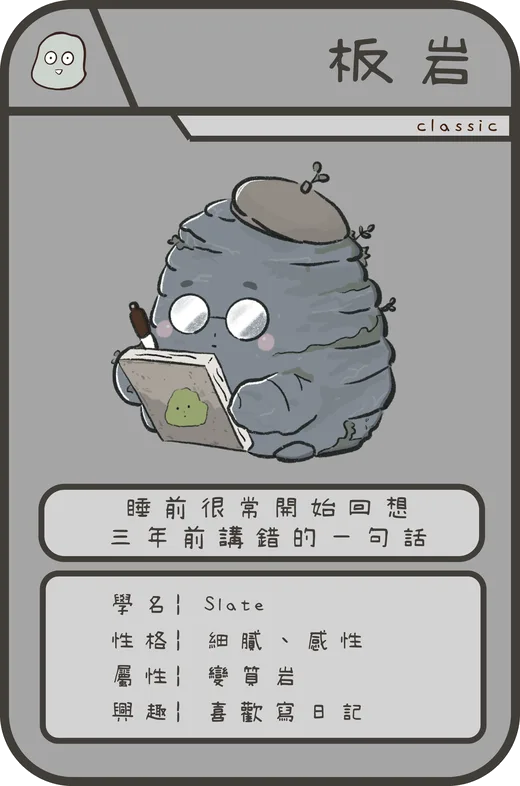 板岩
classic
睡前很常開始回想
三年前講錯的一句話
學名| Slate
性格| 細膩、感性
屬性| 變質岩
興趣| 喜歡寫日記